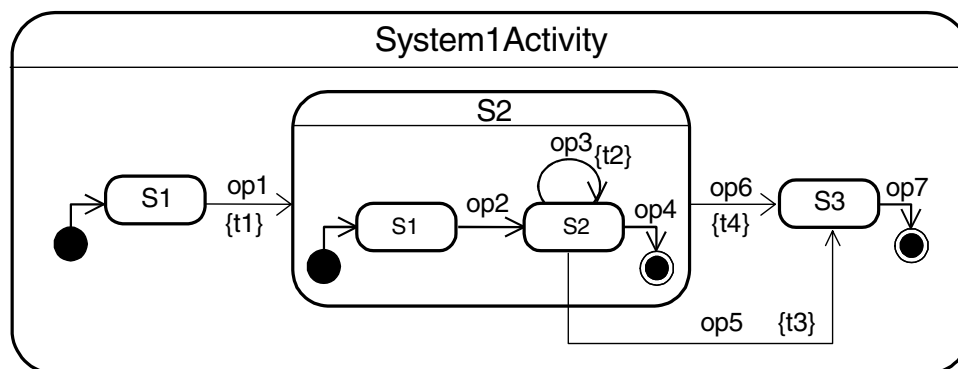 System1Activity
S2
op3
{t2}
S1
op1
{t1}
op2
S1
S2
op4
op6
{t4}
S3
op7
op5
{t3}